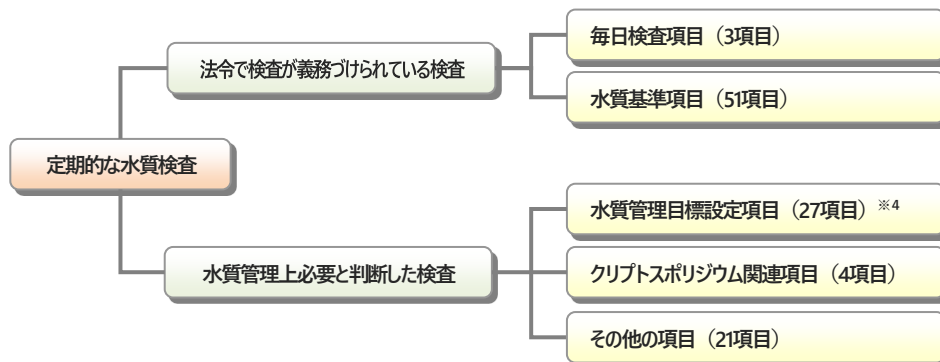 定期的な水質検査
法令で検査が義務づけられている検査
毎日検査項目（3項目）
水質基準項目（51項目）
水質管理上必要と判断した検査
水質管理目標設定項目（27項目）※4
クリプトスポリジウム関連項目（4項目）
その他の項目（21項目）